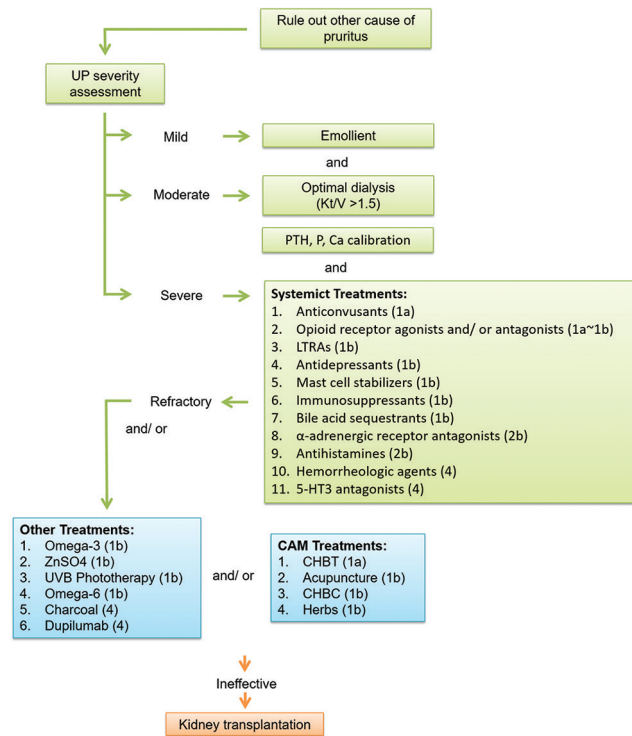 Rule out other cause of
pruritus
UP severity
assessment
Mild
Emollient
and
Moderate
Optimal dialysis
(Kt/V >1.5)
PTH, P, Ca calibration
and
Severe
Systemict Treatments:
1. Anticonvusants (1a)
2. Opioid receptor agonists and/ or antagonists (1a~1b)
3. LTRAs (1b)
4. Antidepressants (1b)
5. Mast cell stabilizers (1b)
6. Immunosuppressants (1b)
7. Bile acid sequestrants (1b)
8. α-adrenergic receptor antagonists (2b)
9. Antihistamines (2b)
10. Hemorrheologic agents (4)
11. 5-HT3 antagonists (4)
Refractory
and/ or
Other Treatments:
1. Omega-3 (1b)
2. ZnSO4 (1b)
3. UVB Phototherapy (1b)
4. Omega-6 (1b)
5. Charcoal (4)
6. Dupilumab (4)
and/ or
CAM Treatments:
1. CHBT (1a)
2. Acupuncture (1b)
3. CHBC (1b)
4. Herbs (1b)
Ineffective
Kidney transplantation